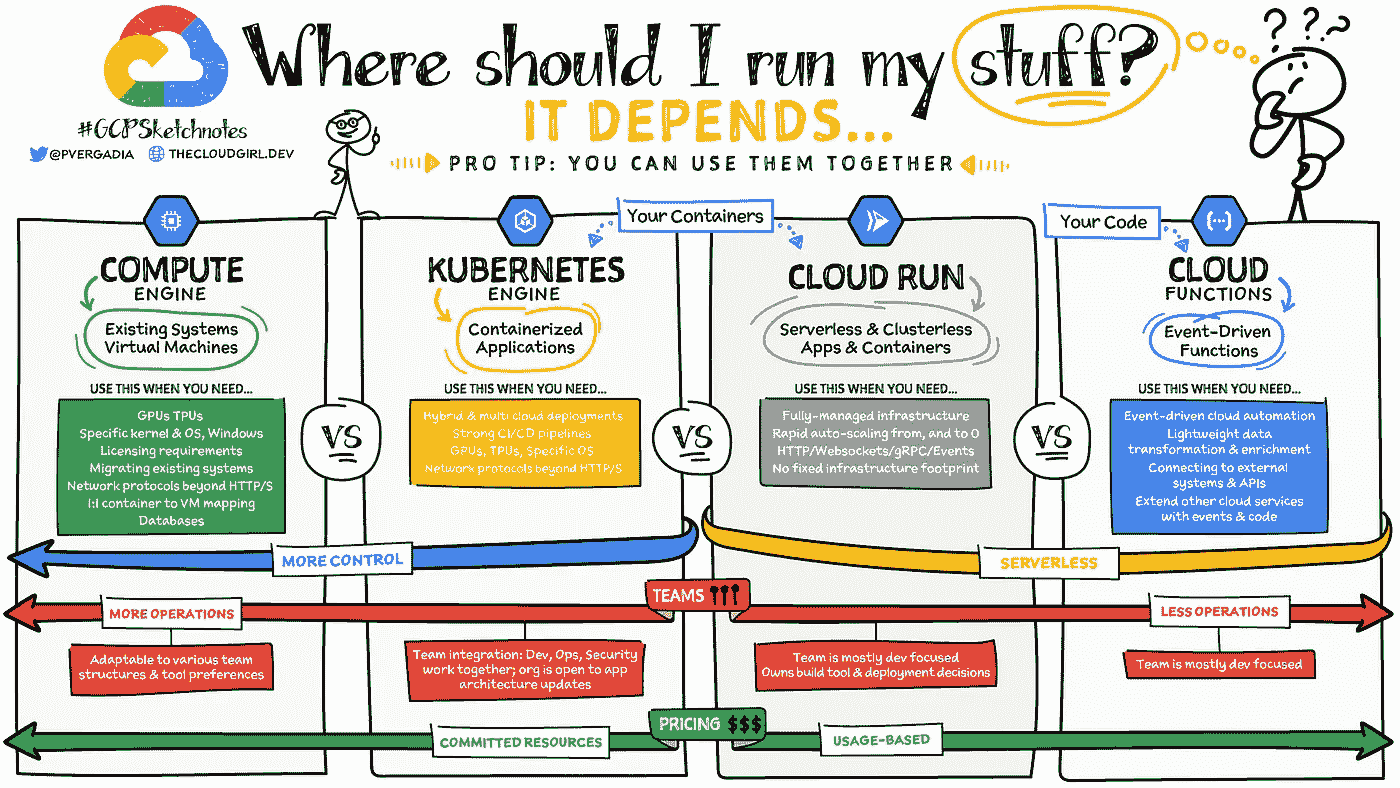 Where should I run my stuff?
IT DEPENDS...
PRO TIP: YOU CAN USE THEM TOGETHER
#GCPSketchnotes
@PVERGADIA THECLOUDGIRL.DEV
? ? ?
Your Containers
Your Code
COMPUTE
ENGINE
Existing Systems
Virtual Machines
USE THIS WHEN YOU NEED...
GPUs TPUs
Specific kernel & OS, Windows
Licensing requirements
Migrating existing systems
Network protocols beyond HTTP/S
1:1 container to VM mapping
Databases
VS
KUBERNETES
ENGINE
Containerized
Applications
USE THIS WHEN YOU NEED...
Hybrid & multi cloud deployments
Strong CI/CD pipelines
GPUs, TPUs, Specific OS
Network protocols beyond HTTP/S
VS
CLOUD RUN
Serverless & Clusterless
Apps & Containers
USE THIS WHEN YOU NEED...
Fully-managed infrastructure
Rapid auto-scaling from, and to 0
HTTP/Websockets/gRPC/Events
No fixed infrastructure footprint
VS
CLOUD
FUNCTIONS
Event-Driven
Functions
USE THIS WHEN YOU NEED...
Event-driven cloud automation
Lightweight data
transformation & enrichment
Connecting to external
systems & APIs
Extend other cloud services
with events & code
MORE CONTROL
SERVERLESS
TEAMS
MORE OPERATIONS
LESS OPERATIONS
Adaptable to various team
structures & tool preferences
Team integration: Dev, Ops, Security
work together; org is open to app
architecture updates
Team is mostly dev focused
Owns build tool & deployment decisions
Team is mostly dev focused
PRICING $$$
COMMITTED RESOURCES
USAGE-BASED